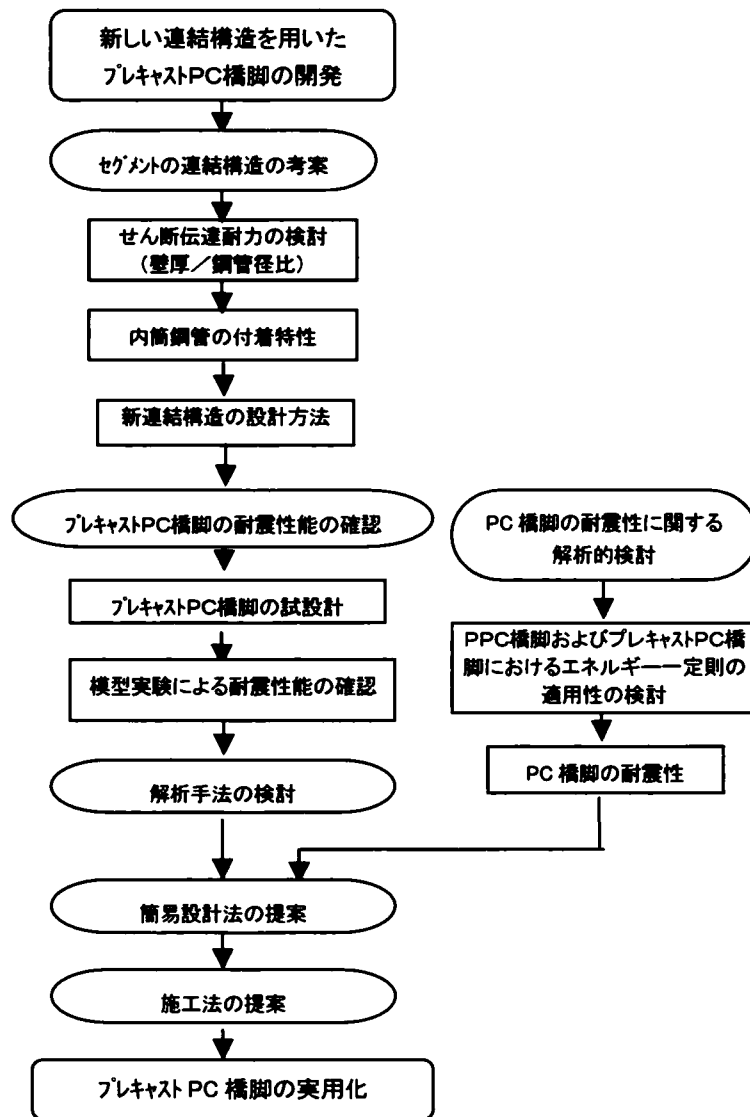 新しい連結構造を用いた
プレキャストPC橋脚の開発
セグメントの連結構造の考案
せん断伝達耐力の検討
(壁厚／鋼管径比)
内筒鋼管の付着特性
新連結構造の設計方法
プレキャストPC橋脚の耐震性能の確認
プレキャストPC橋脚の試設計
模型実験による耐震性能の確認
解析手法の検討
PC 橋脚の耐震性に関する
解析的検討
PPC橋脚およびプレキャストPC橋
脚におけるエネルギー一定則の
適用性の検討
PC 橋脚の耐震性
簡易設計法の提案
施工法の提案
プレキャスト PC 橋脚の実用化